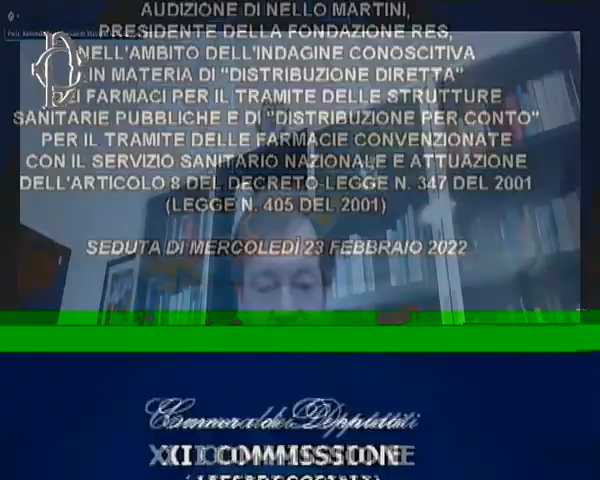 AUDIZIONE DI NELLO MARTINI,
PRESIDENTE DELLA FONDAZIONE RES,
NELL'AMBITO DELL'INDAGINE CONOSCITIVA
IN MATERIA DI "DISTRIBUZIONE DIRETTA"
DEI FARMACI PER IL TRAMITE DELLE STRUTTURE
SANITARIE PUBBLICHE E DI "DISTRIBUZIONE PER CONTO"
PER IL TRAMITE DELLE FARMACIE CONVENZIONATE
CON IL SERVIZIO SANITARIO NAZIONALE E ATTUAZIONE
DELL'ARTICOLO 8 DEL DECRETO-LEGGE N. 347 DEL 2001
(LEGGE N. 405 DEL 2001)
SEDUTA DI MERCOLEDÌ 23 FEBBRAIO 2022
Camera dei Deputati
XII COMMISSIONE